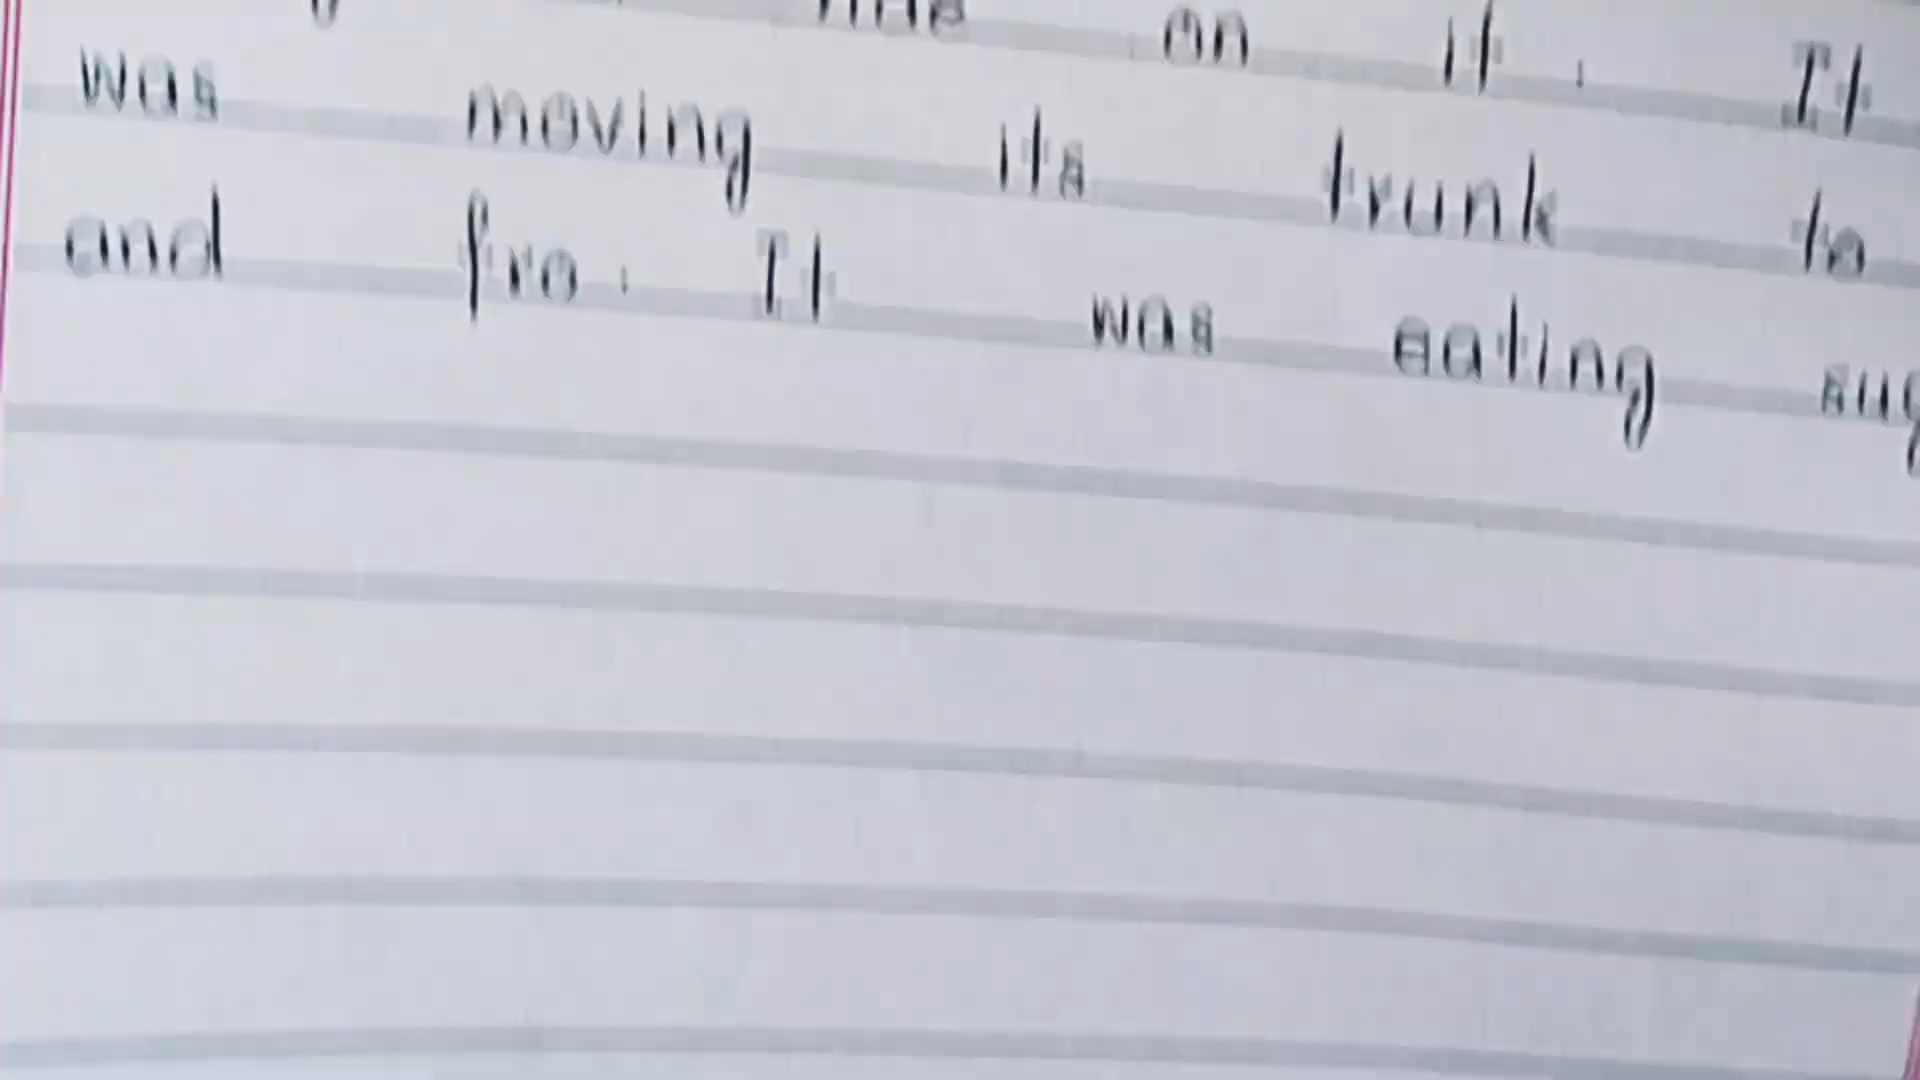 on it. It
was moving its trunk to
and fro. It was eating